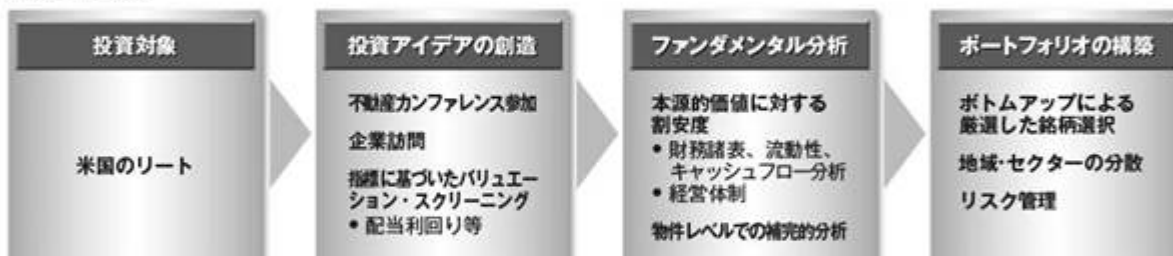 投資対象
米国のリート
投資アイデアの創造
不動産カンファレンス参加
企業訪問
指標に基づいたバリュエー
ション・スクリーニング
• 配当利回り等
ファンダメンタル分析
本源的価値に対する
割安度
• 財務諸表、流動性、
キャッシュフロー分析
• 経営体制
物件レベルでの補完的分析
ポートフォリオの構築
ボトムアップによる
厳選した銘柄選択
地域・セクターの分散
リスク管理